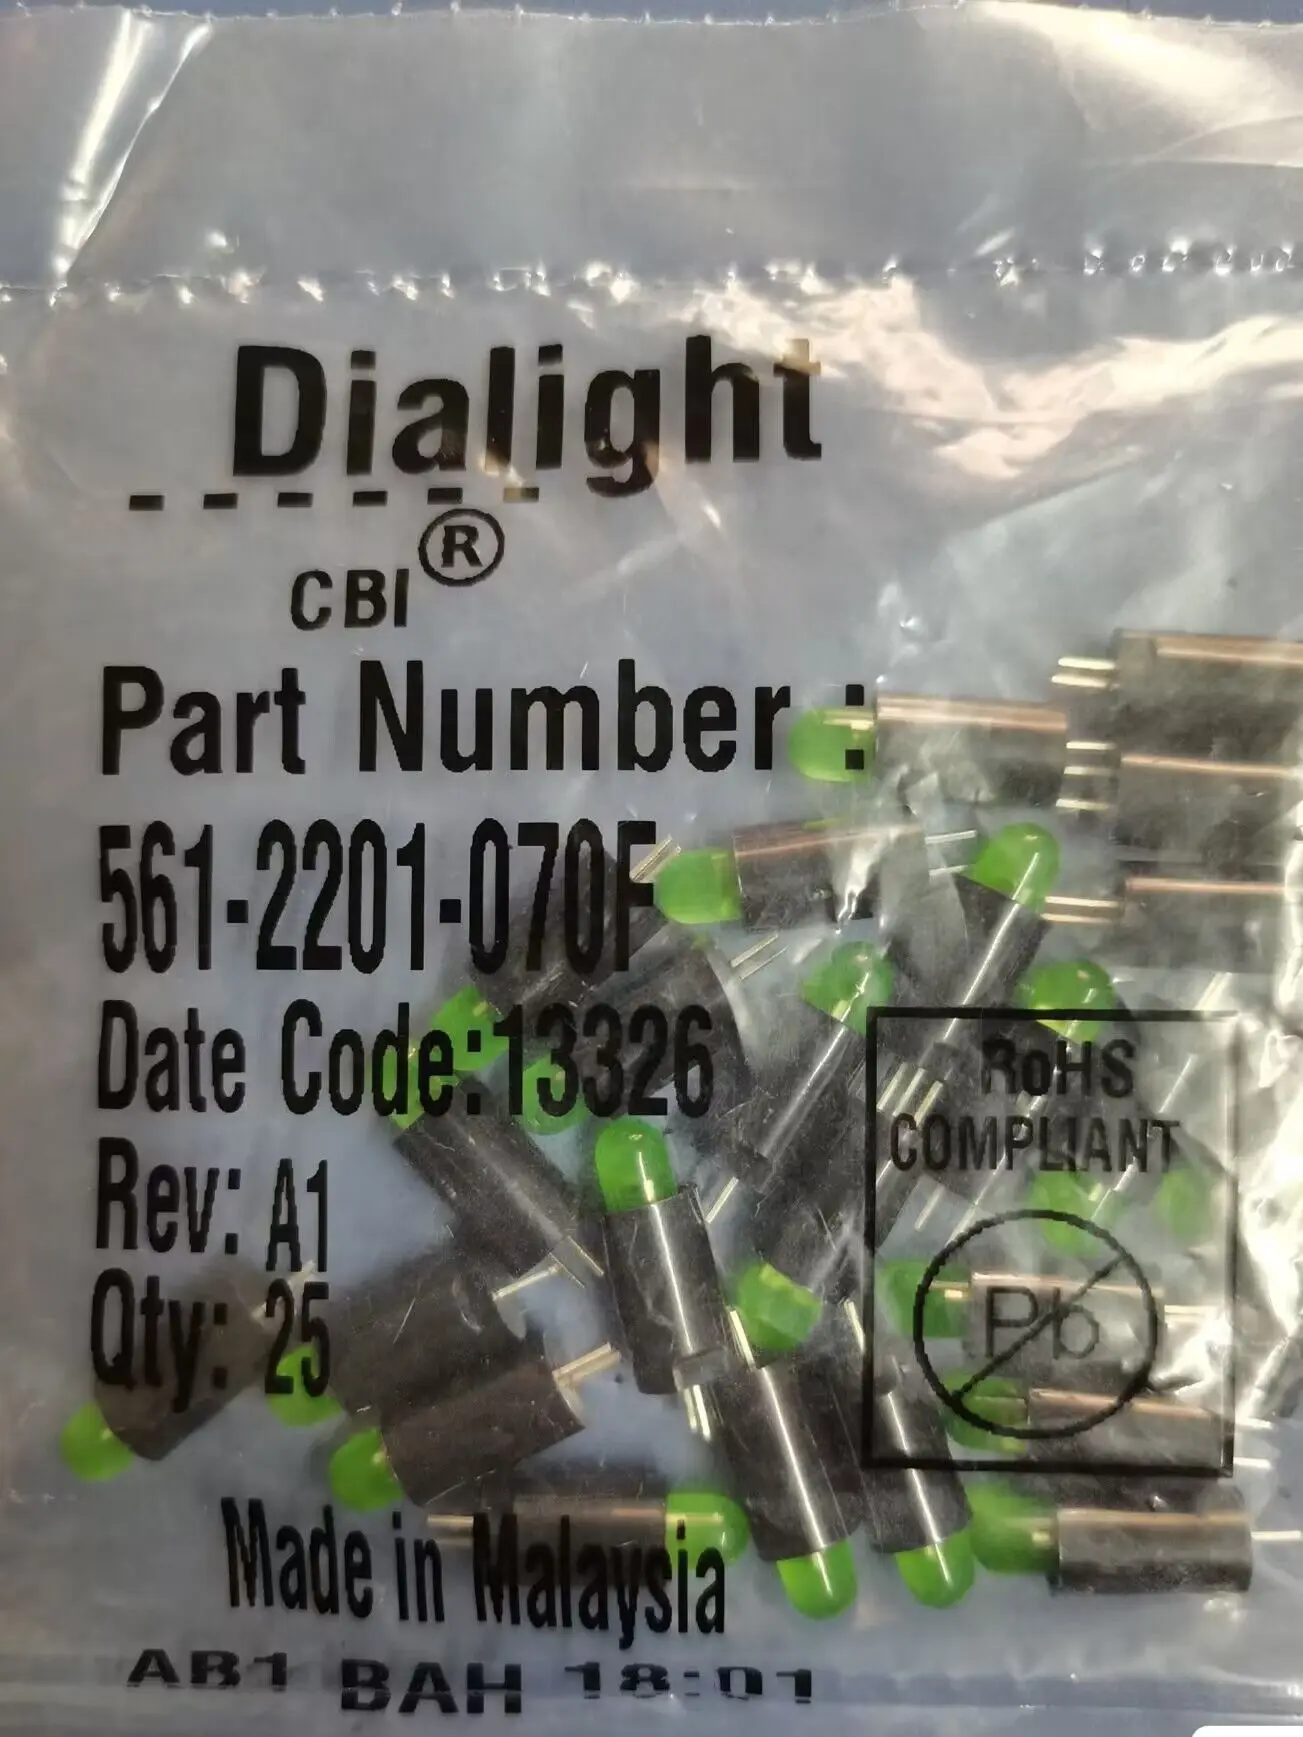 Dialight
------
CBI®
Part Number :
561-2201-070F
Date Code:13326
Rev: A1
Qty: 25
RoHS
COMPLIANT
Pb
Made in Malaysia
AB1 BAH 18:01